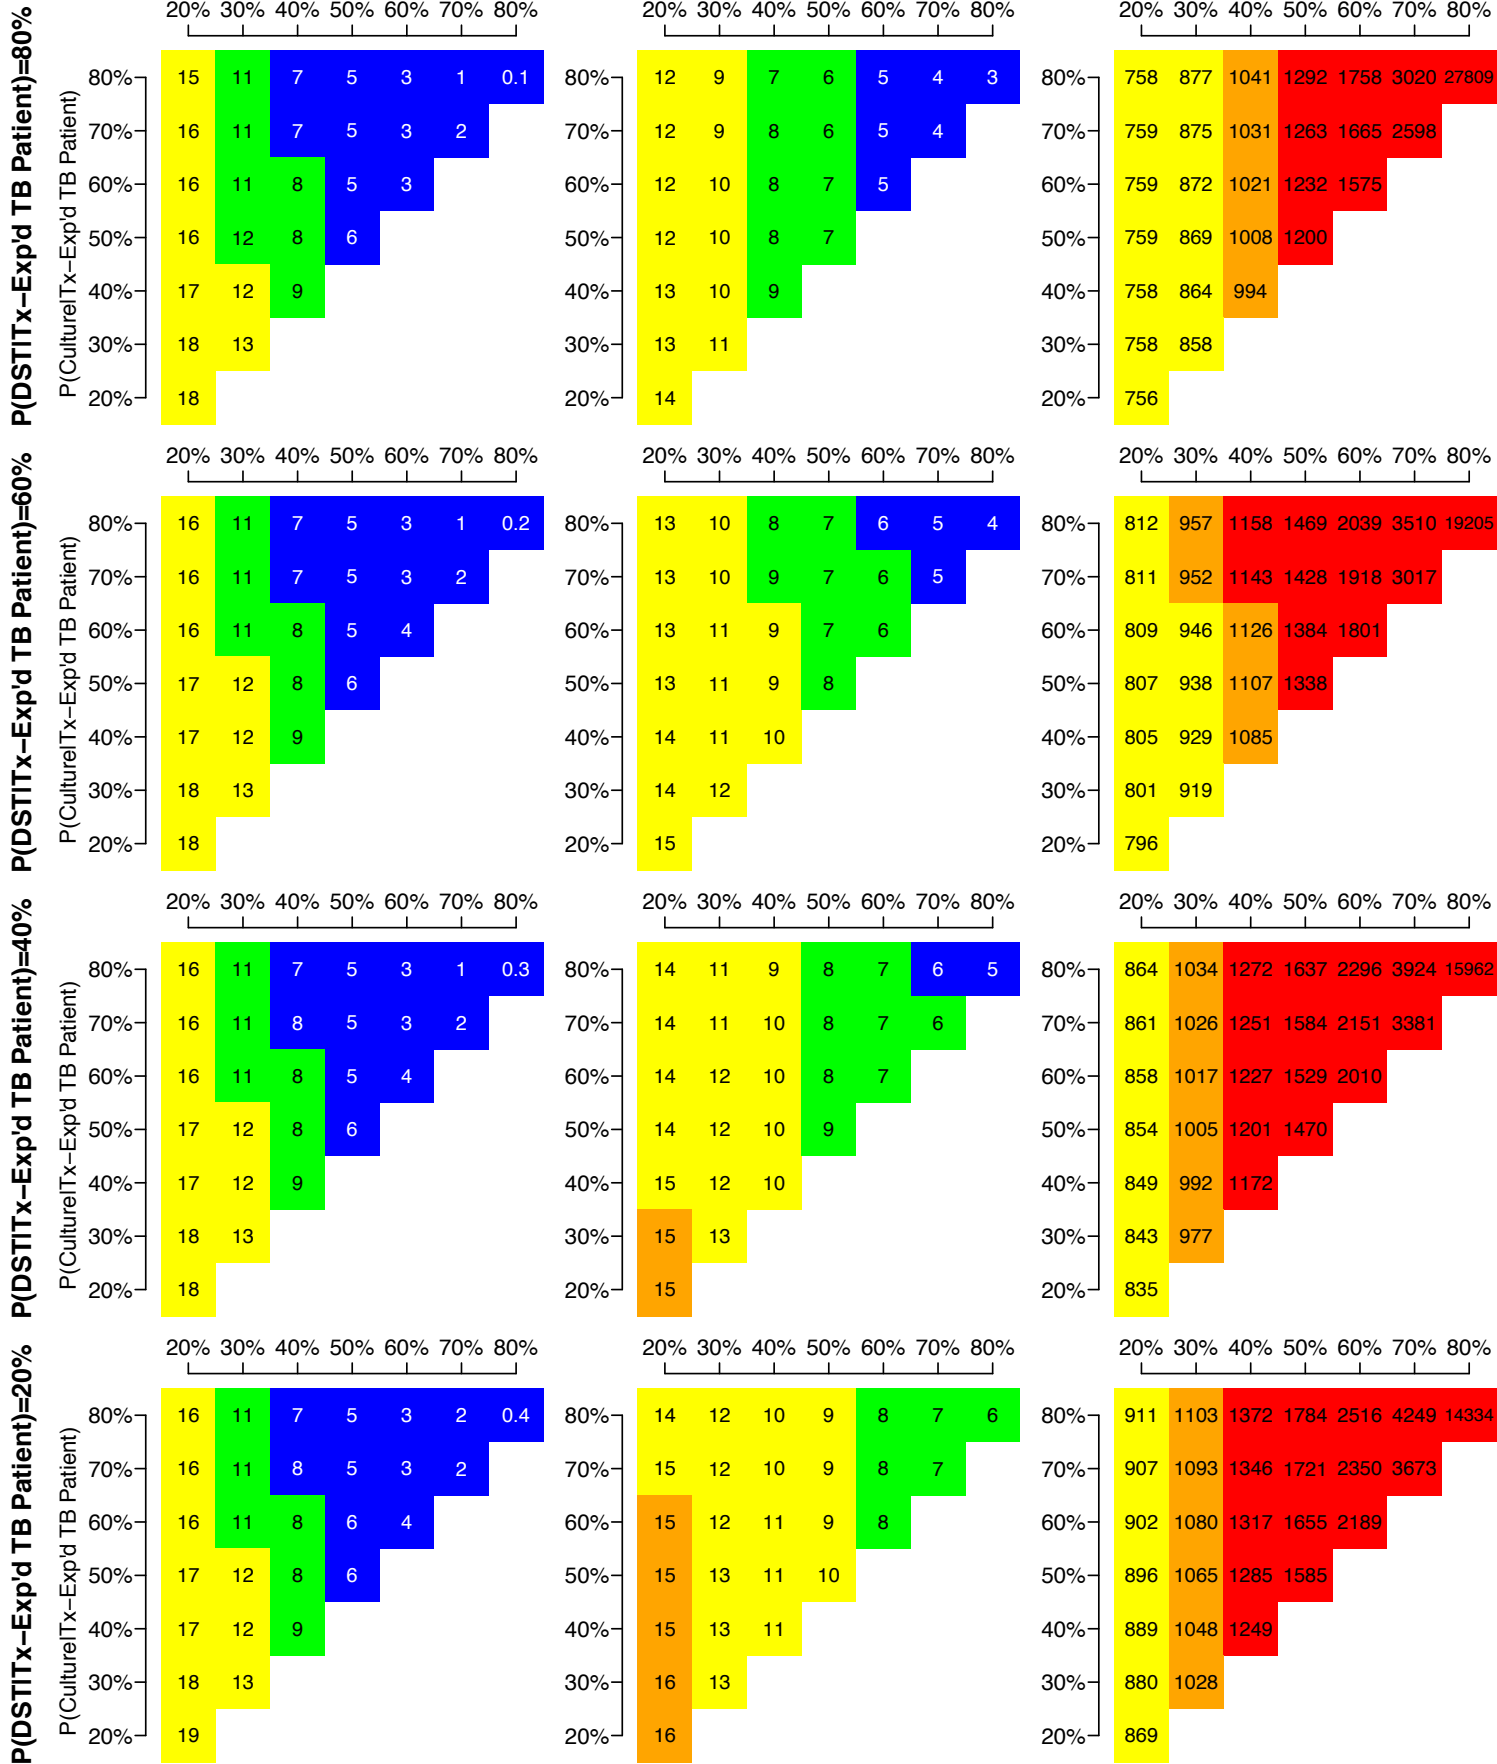 20% 30% 40% 50% 60% 70% 80% 20% 30% 40% 50% 60% 70% 80% 20% 30% 40% 50% 60% 70% 80%
P(DSTITx–Exp'd TB Patient)=80%
P(CultureITx–Exp'd TB Patient)
80% 15 11 7 5 3 1 0.1 80% 12 9 7 6 5 4 3 80% 758 877 1041 1292 1758 3020 27809
70% 16 11 7 5 3 2 70% 12 9 8 6 5 4 70% 759 875 1031 1263 1665 2598
60% 16 11 8 5 3 60% 12 10 8 7 5 60% 759 872 1021 1232 1575
50% 16 12 8 6 50% 12 10 8 7 50% 759 869 1008 1200
40% 17 12 9 40% 13 10 9 40% 758 864 994
30% 18 13 30% 13 11 30% 758 858
20% 18 20% 14 20% 756
20% 30% 40% 50% 60% 70% 80% 20% 30% 40% 50% 60% 70% 80% 20% 30% 40% 50% 60% 70% 80%
P(DSTITx–Exp'd TB Patient)=60%
P(CultureITx–Exp'd TB Patient)
80% 16 11 7 5 3 1 0.2 80% 13 10 8 7 6 5 4 80% 812 957 1158 1469 2039 3510 19205
70% 16 11 7 5 3 2 70% 13 10 9 7 6 5 70% 811 952 1143 1428 1918 3017
60% 16 11 8 5 4 60% 13 11 9 7 6 60% 809 946 1126 1384 1801
50% 17 12 8 6 50% 13 11 9 8 50% 807 938 1107 1338
40% 17 12 9 40% 14 11 10 40% 805 929 1085
30% 18 13 30% 14 12 30% 801 919
20% 18 20% 15 20% 796
20% 30% 40% 50% 60% 70% 80% 20% 30% 40% 50% 60% 70% 80% 20% 30% 40% 50% 60% 70% 80%
P(DSTITx–Exp'd TB Patient)=40%
P(CultureITx–Exp'd TB Patient)
80% 16 11 7 5 3 1 0.3 80% 14 11 9 8 7 6 5 80% 864 1034 1272 1637 2296 3924 15962
70% 16 11 8 5 3 2 70% 14 11 10 8 7 6 70% 861 1026 1251 1584 2151 3381
60% 16 11 8 5 4 60% 14 12 10 8 7 60% 858 1017 1227 1529 2010
50% 17 12 8 6 50% 14 12 10 9 50% 854 1005 1201 1470
40% 17 12 9 40% 15 12 10 40% 849 992 1172
30% 18 13 30% 15 13 30% 843 977
20% 18 20% 15 20% 835
20% 30% 40% 50% 60% 70% 80% 20% 30% 40% 50% 60% 70% 80% 20% 30% 40% 50% 60% 70% 80%
P(DSTITx–Exp'd TB Patient)=20%
P(CultureITx–Exp'd TB Patient)
80% 16 11 7 5 3 2 0.4 80% 14 12 10 9 8 7 6 80% 911 1103 1372 1784 2516 4249 14334
70% 16 11 8 5 3 2 70% 15 12 10 9 8 7 70% 907 1093 1346 1721 2350 3673
60% 16 11 8 6 4 60% 15 12 11 9 8 60% 902 1080 1317 1655 2189
50% 17 12 8 6 50% 15 13 11 10 50% 896 1065 1285 1585
40% 17 12 9 40% 15 13 11 40% 889 1048 1249
30% 18 13 30% 16 13 30% 880 1028
20% 19 20% 16 20% 869